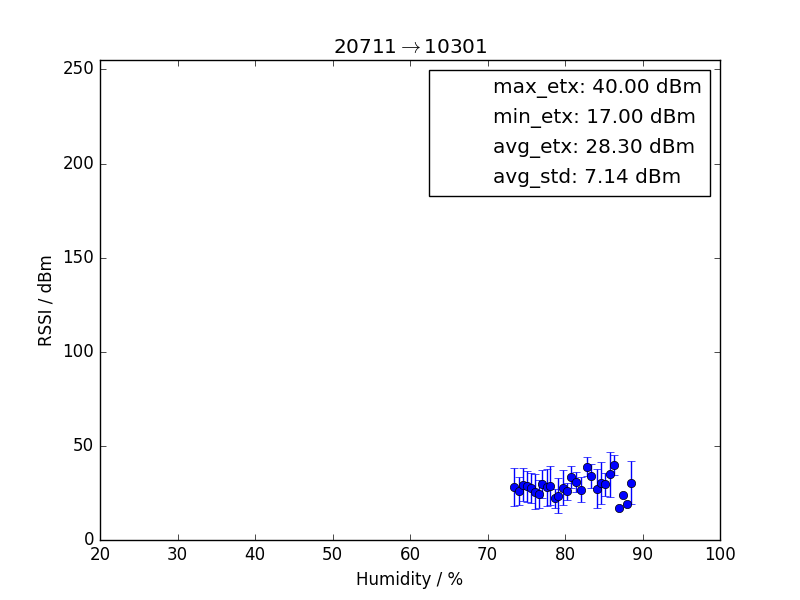 20711→10301
max_etx: 40.00 dBm
min_etx: 17.00 dBm
avg_etx: 28.30 dBm
avg_std: 7.14 dBm
RSSI / dBm
250
200
150
100
50
0
20 30 40 50 60 70 80 90 100
Humidity / %